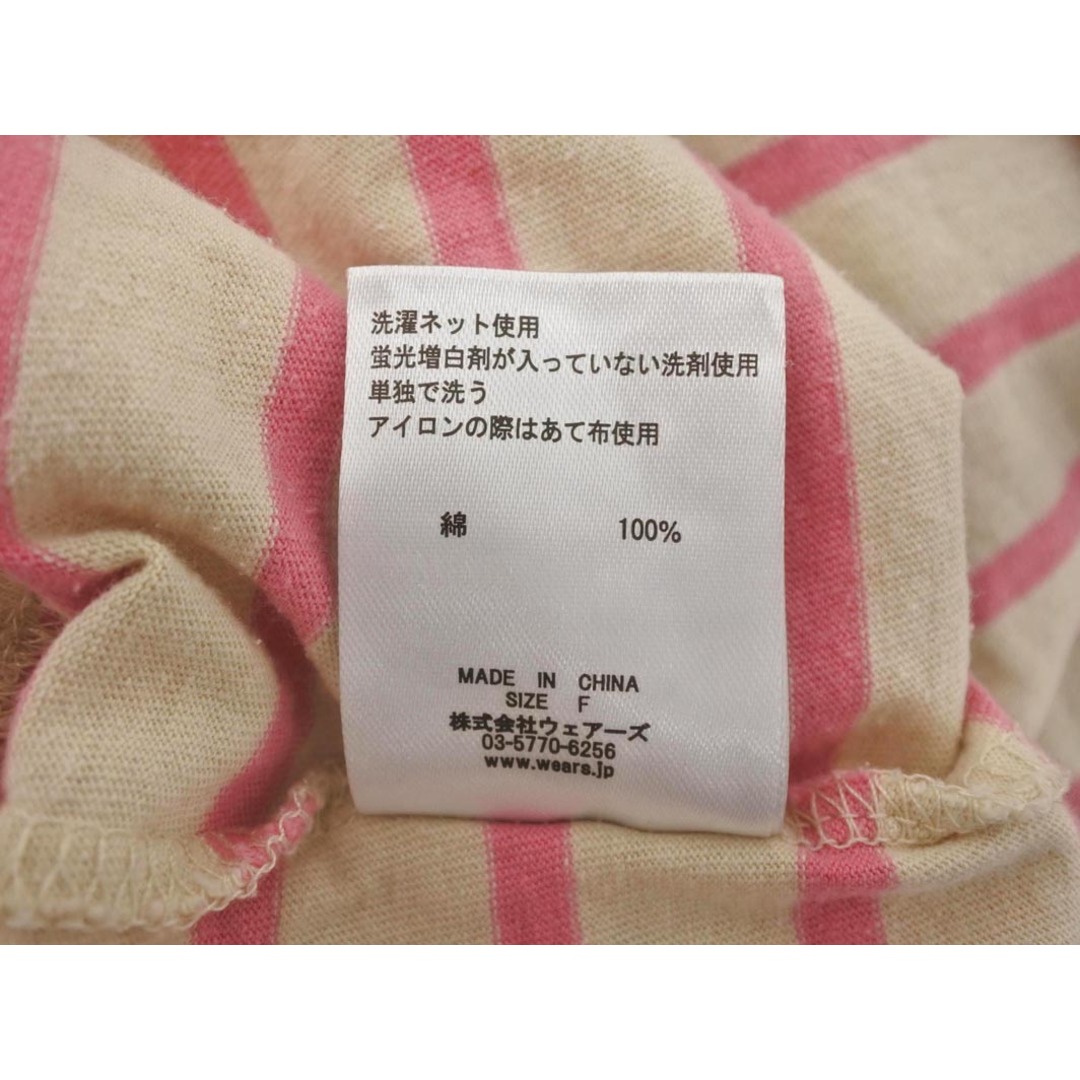 洗濯ネット使用
蛍光増白剤が入っていない洗剤使用
単独で洗う
アイロンの際はあて布使用
綿 100%
MADE IN CHINA
SIZE F
株式会社ウェアーズ
03-5770-6256
www.wears.jp